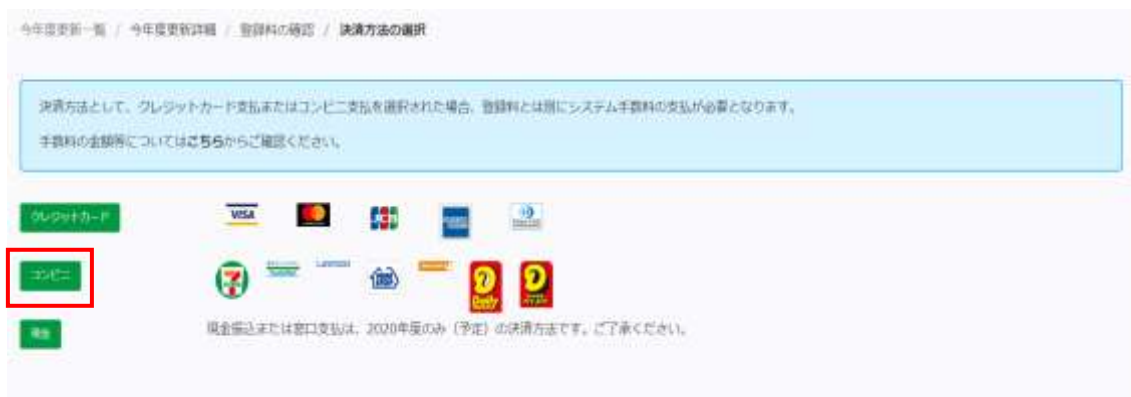 今年度更新一覧 / 今年度更新詳細 / 登録料の確認 / 決済方法の選択
決済方法として、クレジットカード支払またはコンビニ支払を選択された場合、登録料とは別にシステム手数料の支払が必要となります。
手数料の金額等についてはこちらからご確認ください。
クレジットカード VISA JCB
コンビニ 7
現金 現金振込または窓口支払は、2020年度のみ（予定）の決済方法です。ご了承ください。